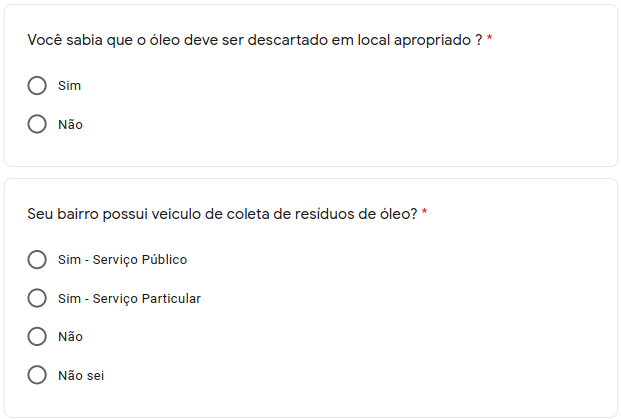 Você sabia que o óleo deve ser descartado em local apropriado ? *
Sim
Não
Seu bairro possui veiculo de coleta de resíduos de óleo? *
Sim - Serviço Público
Sim - Serviço Particular
Não
Não sei